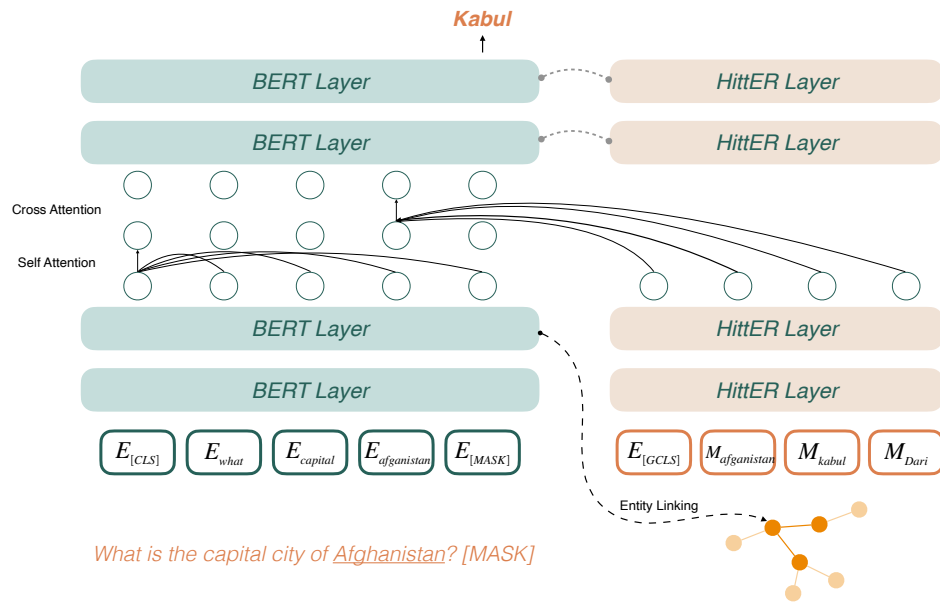 Kabul
BERT Layer HittER Layer
BERT Layer HittER Layer
Cross Attention
Self Attention
BERT Layer HittER Layer
BERT Layer HittER Layer
E[CLS] Ewhat Ecapital Eafganistan E[MASK] E[GCLS] Mafganistan Mkabul MDari
Entity Linking
What is the capital city of Afghanistan? [MASK]